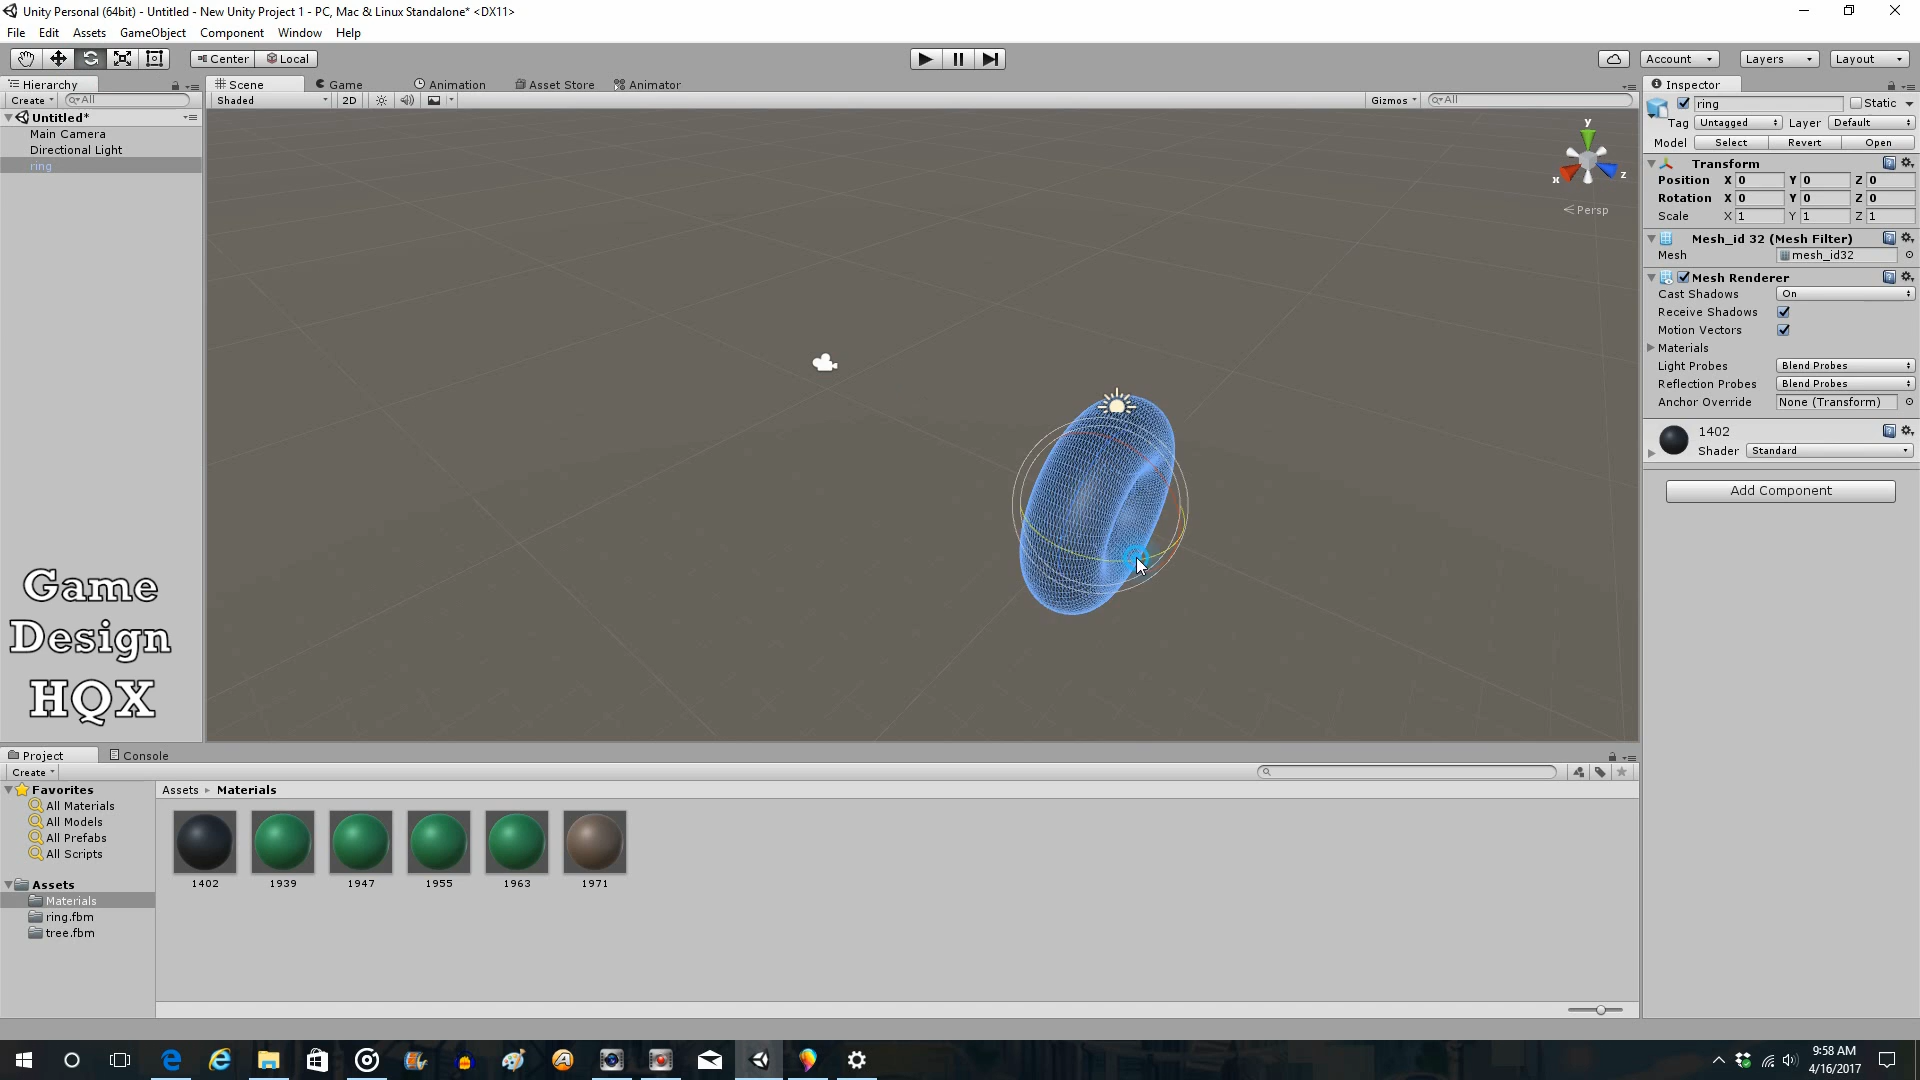 Unity Personal (64bit) - Untitled - New Unity Project 1 - PC, Mac & Linux Standalone* <DX11>
File Edit Assets GameObject Component Window Help
Center Local Account Layers Layout
Hierarchy Scene Game Animation Asset Store Animator Inspector
Create All Shaded 2D Gizmos All ring Static
Untitled*
Main Camera
Directional Light
ring
y
x z
Persp
Tag Untagged Layer Default
Model Select Revert Open
Transform
Position X 0 Y 0 Z 0
Rotation X 0 Y 0 Z 0
Scale X 1 Y 1 Z 1
Mesh_id 32 (Mesh Filter)
Mesh mesh_id32
Mesh Renderer
Cast Shadows On
Receive Shadows
Motion Vectors
Materials
Light Probes Blend Probes
Reflection Probes Blend Probes
Anchor Override None (Transform)
1402
Shader Standard
Add Component
Game
Design
HQX
Project Console
Create
Favorites
All Materials
All Models
All Prefabs
All Scripts
Assets
Materials
ring.fbm
tree.fbm
Assets Materials
1402 1939 1947 1955 1963 1971
9:58 AM
4/16/2017